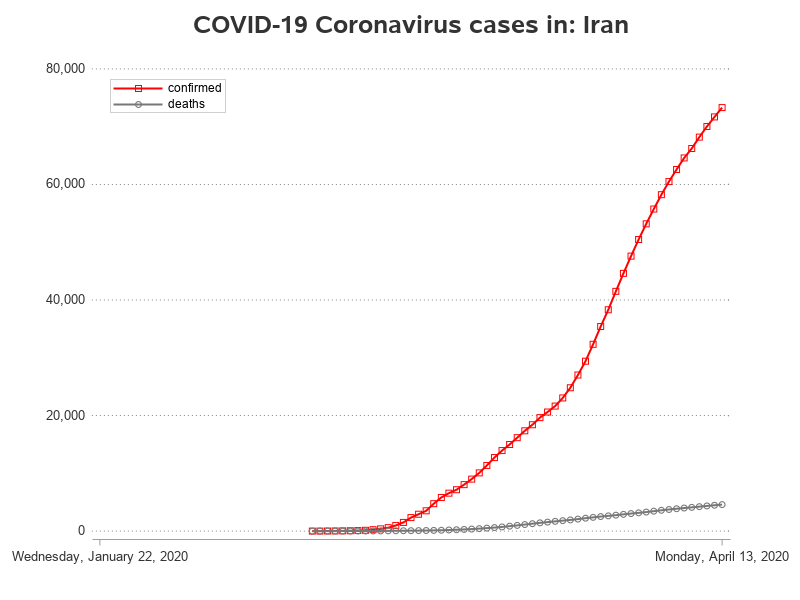 COVID-19 Coronavirus cases in: Iran
80,000
confirmed
deaths
60,000
40,000
20,000
0
Wednesday, January 22, 2020
Monday, April 13, 2020